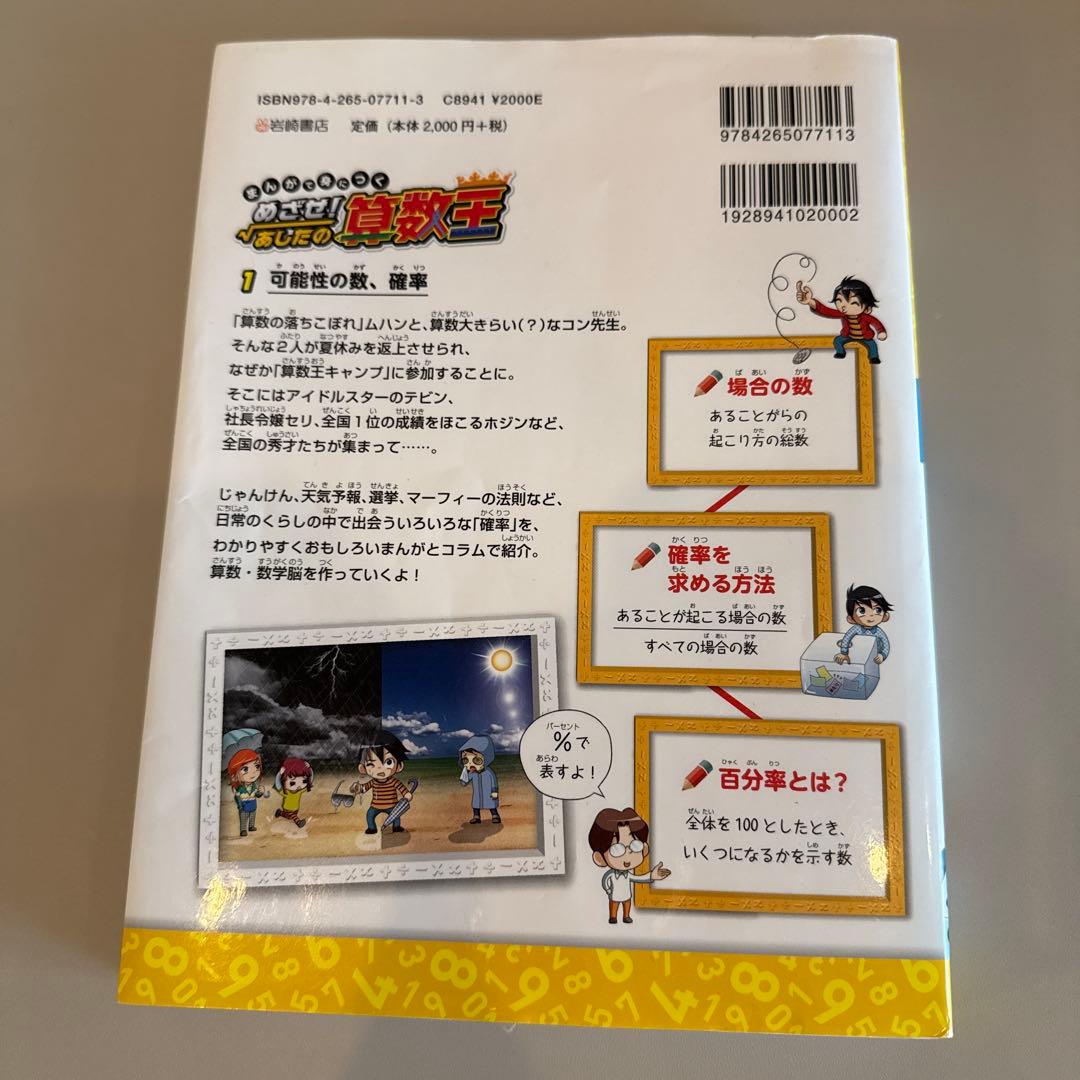 ISBN978-4-265-07711-3 C8941 ¥2000E
岩崎書店 定価(本体2,000円+税)
9784265077113
1928941020002
まんがで身につく
めざせ!
あしたの
算数王
1 可能性の数、確率
「算数の落ちこぼれ」ムハンと、算数大きらい(?)なコン先生。
そんな2人が夏休みを返上させられ、
なぜか「算数王キャンプ」に参加することに。
そこにはアイドルスターのテビン、
社長令嬢セリ、全国1位の成績をほこるホジンなど、
全国の秀才たちが集まって……。
じゃんけん、天気予報、選挙、マーフィーの法則など、
日常のくらしの中で出会ういろいろな「確率」を、
わかりやすくおもしろいまんがとコラムで紹介。
算数・数学脳を作っていくよ!
場合の数
あることがらの
起こり方の総数
確率を
求める方法
あることが起こる場合の数
すべての場合の数
%で
表すよ!
百分率とは?
全体を100としたとき、
いくつになるかを示す数